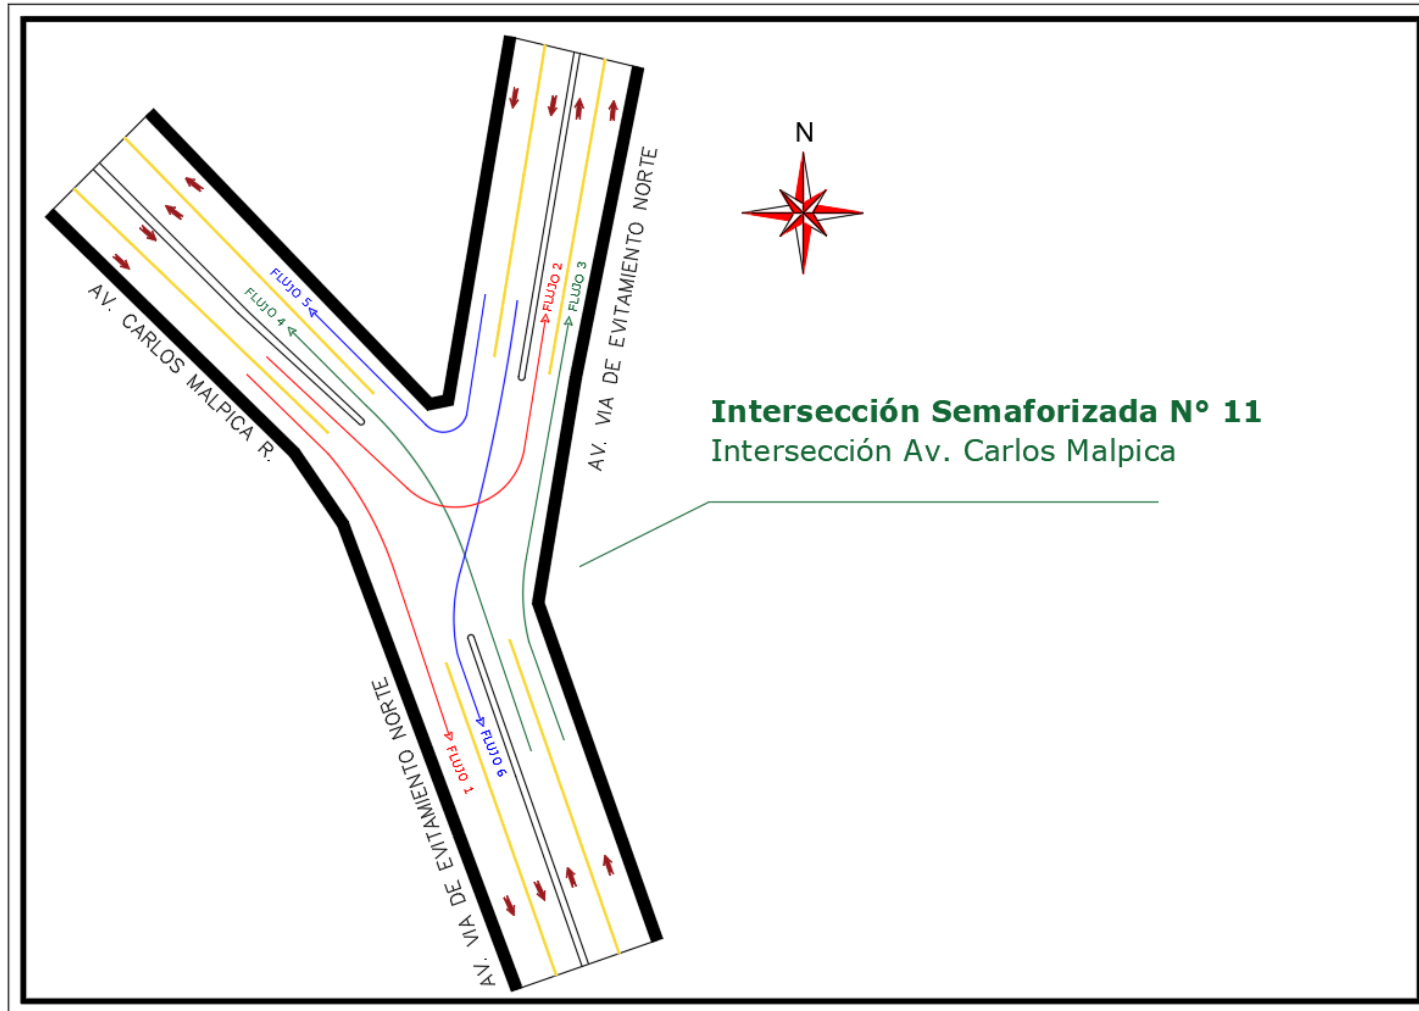 N
AV. VIA DE EVITAMIENTO NORTE
FLUJO 2
FLUJO 3
FLUJO 5
FLUJO 4
AV. CARLOS MALPICA R.
Intersección Semaforizada N° 11
Intersección Av. Carlos Malpica
AV. VIA DE EVITAMIENTO NORTE
FLUJO 1
FLUJO 6